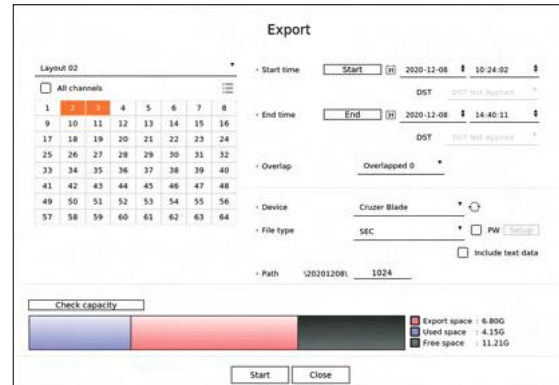 Export
Layout 02
All channels
1 2 3 4 5 6 7 8
9 10 11 12 13 14 15 16
17 18 19 20 21 22 23 24
25 26 27 28 29 30 31 32
33 34 35 36 37 38 39 40
41 42 43 44 45 46 47 48
49 50 51 52 53 54 55 56
57 58 59 60 61 62 63 64
Start time Start 2020-12-08 10:24:02
DST DST Not Applied
End time End 2020-12-08 14:40:11
DST DST Not Applied
Overlap Overlapped 0
Device Cruzer Blade
File type SEC PW Setup
Include text data
Path \20201208\ 1024
Check capacity
Export space : 6.80G
Used space : 4.15G
Free space : 11.21G
Start Close